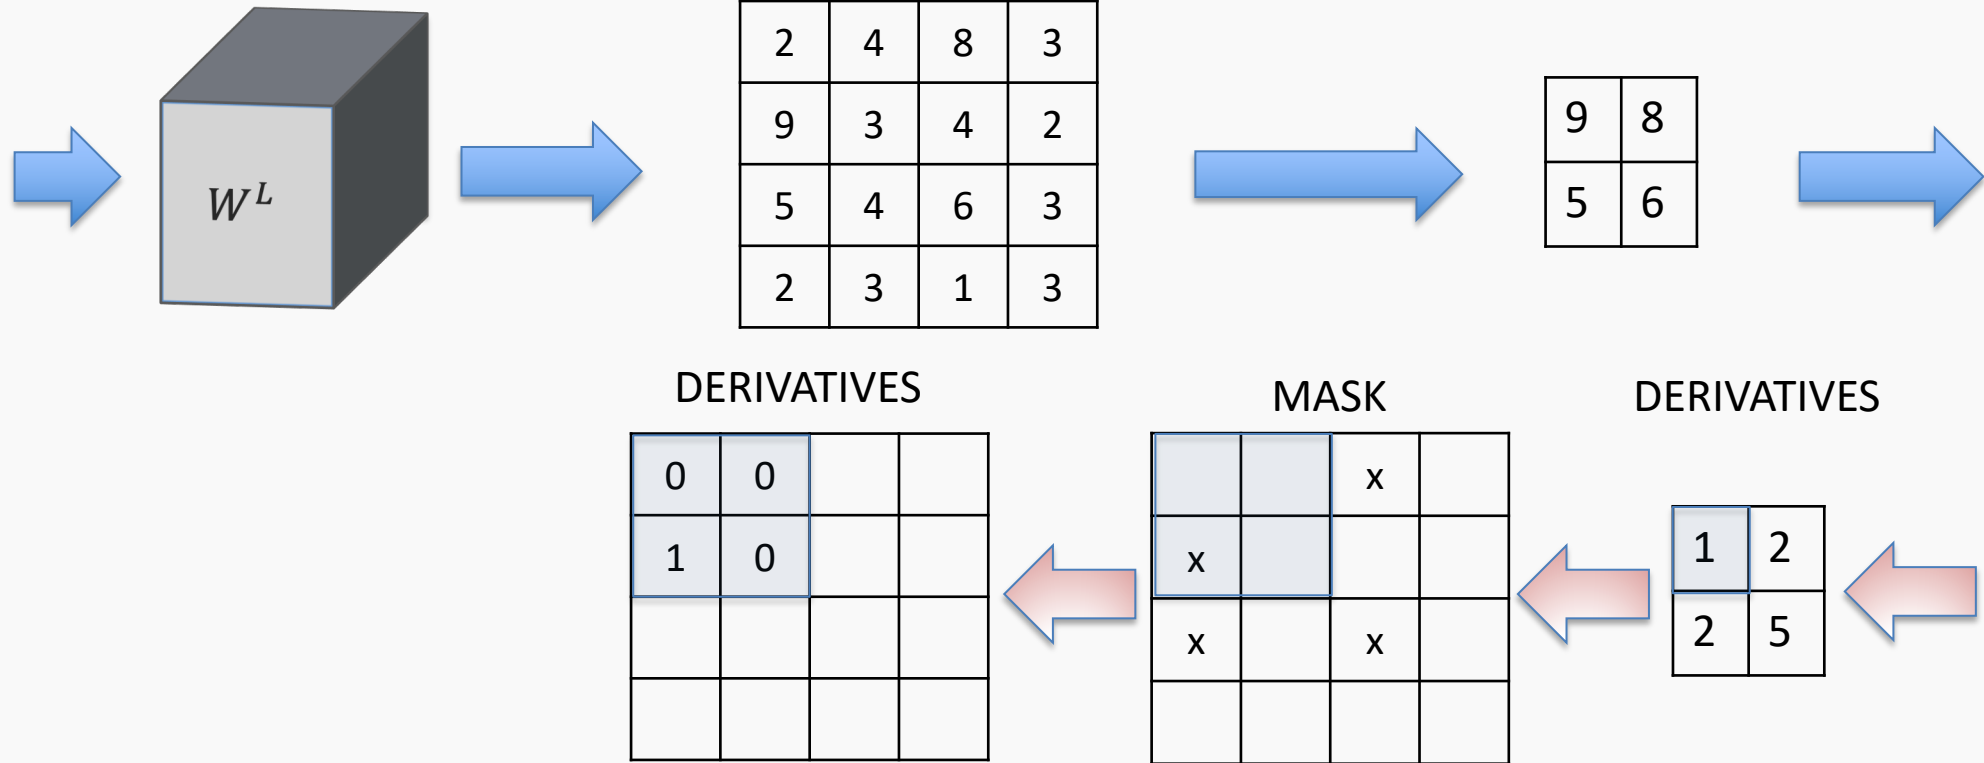 W^L
2 4 8 3
9 3 4 2
5 4 6 3
2 3 1 3
9 8
5 6
DERIVATIVES
0 0
1 0
MASK
x
x
x x
DERIVATIVES
1 2
2 5